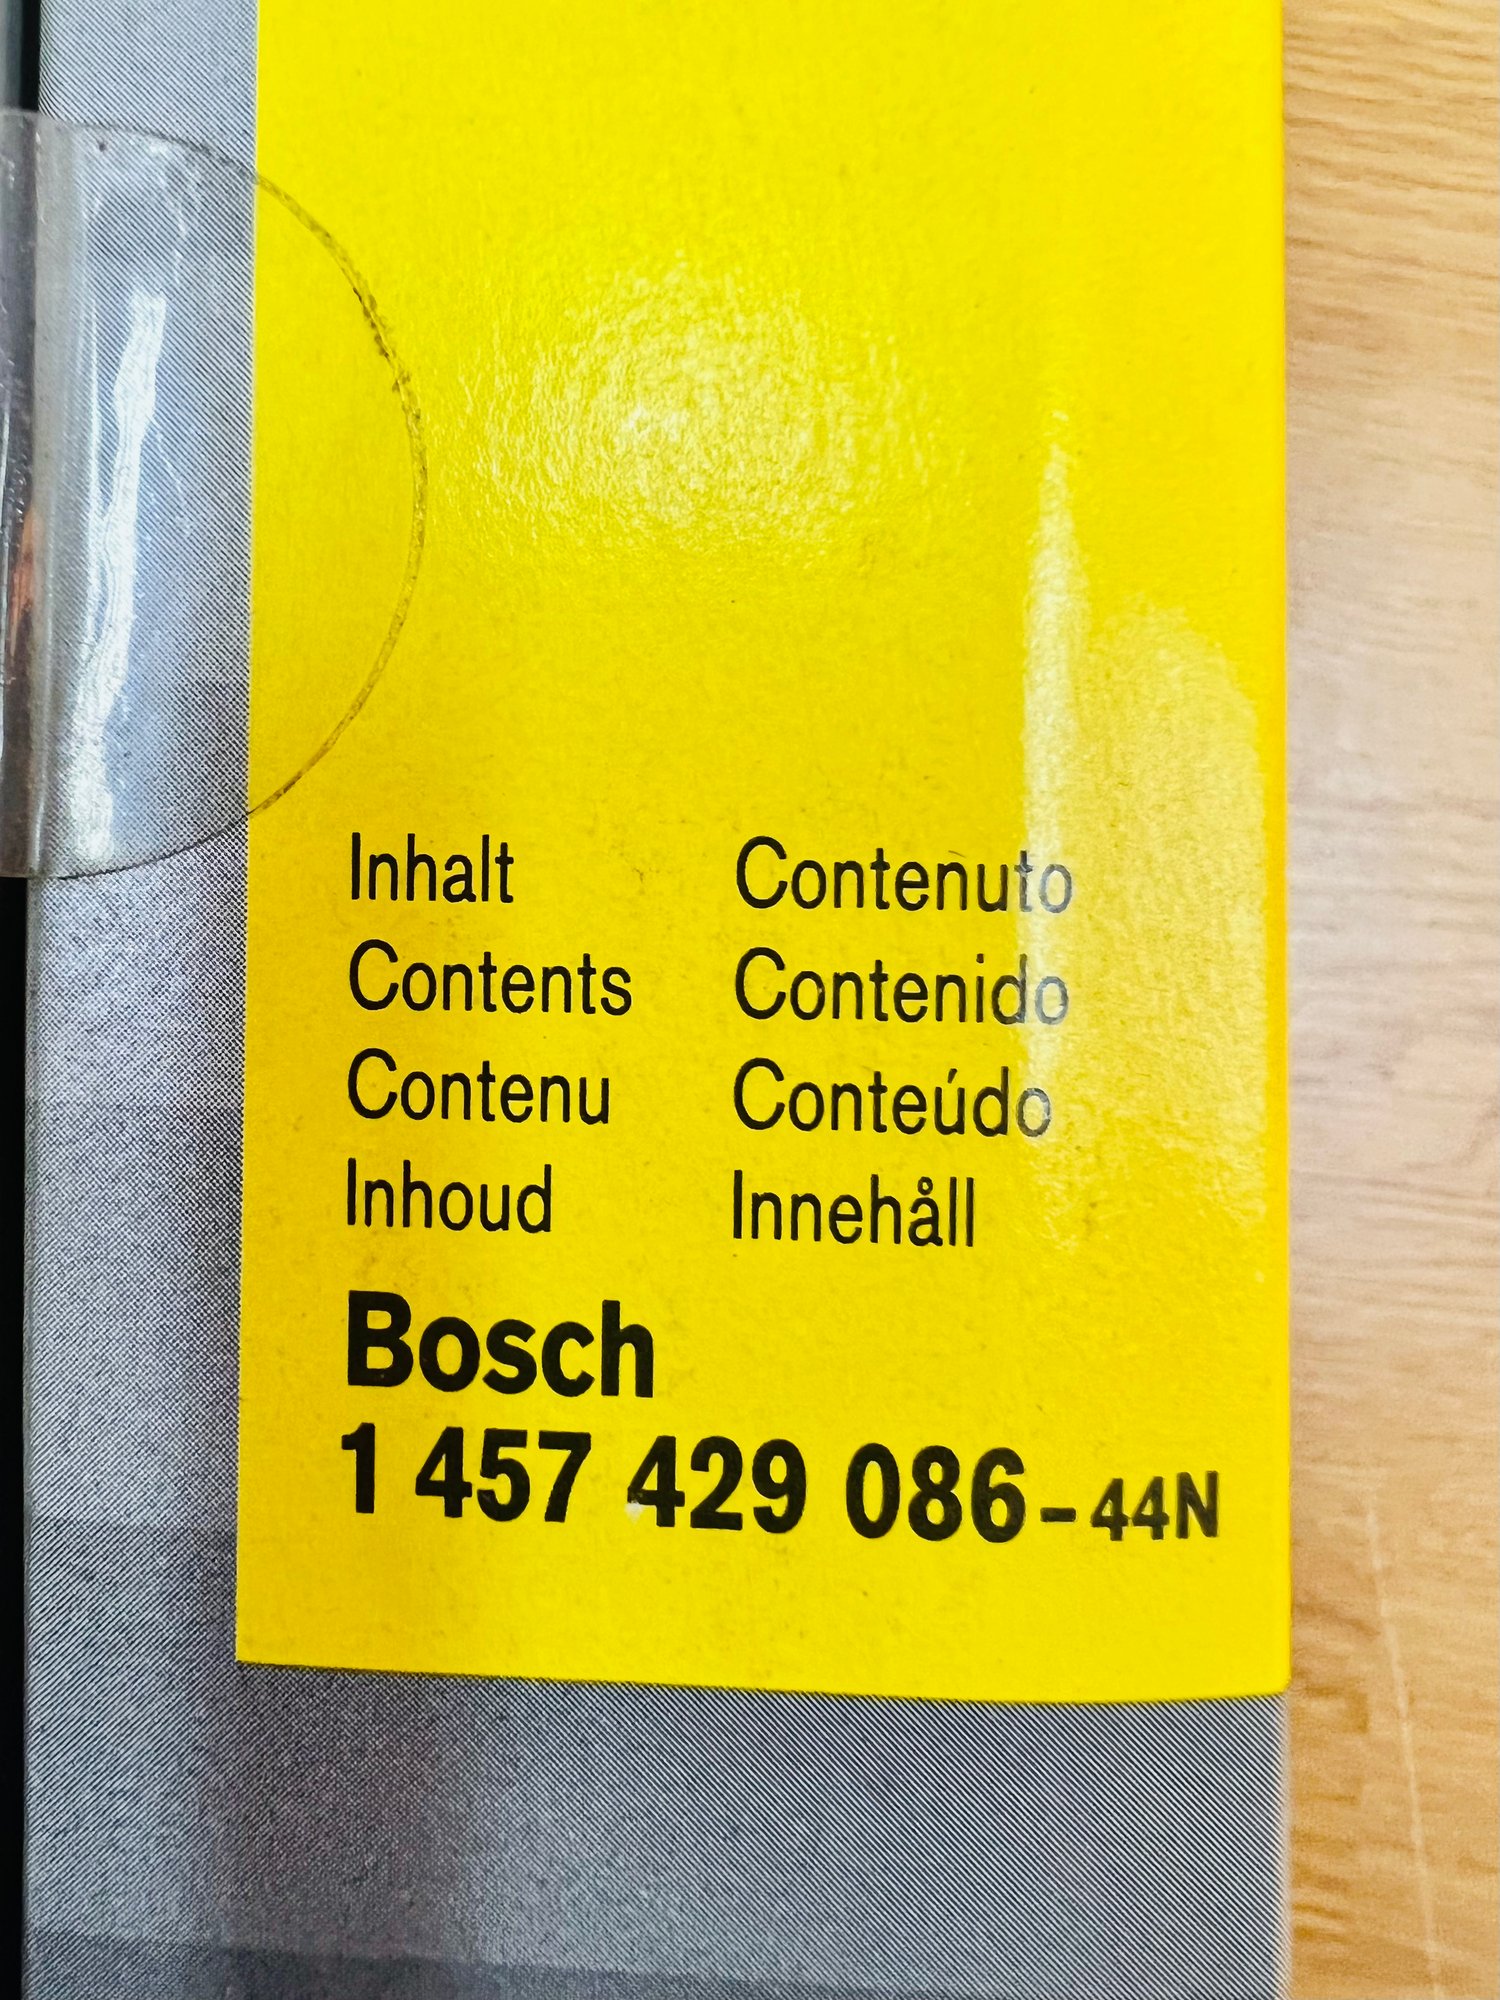 Inhalt
Contents
Contenu
Inhoud
Contenuto
Contenido
Conteúdo
Innehåll
Bosch
1 457 429 086-44N